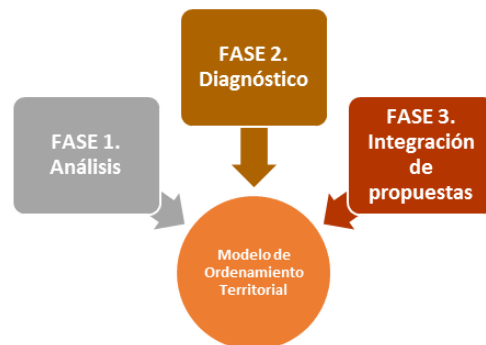 FASE 1.
Análisis
FASE 2.
Diagnóstico
FASE 3.
Integración
de
propuestas
Modelo de
Ordenamiento
Territorial